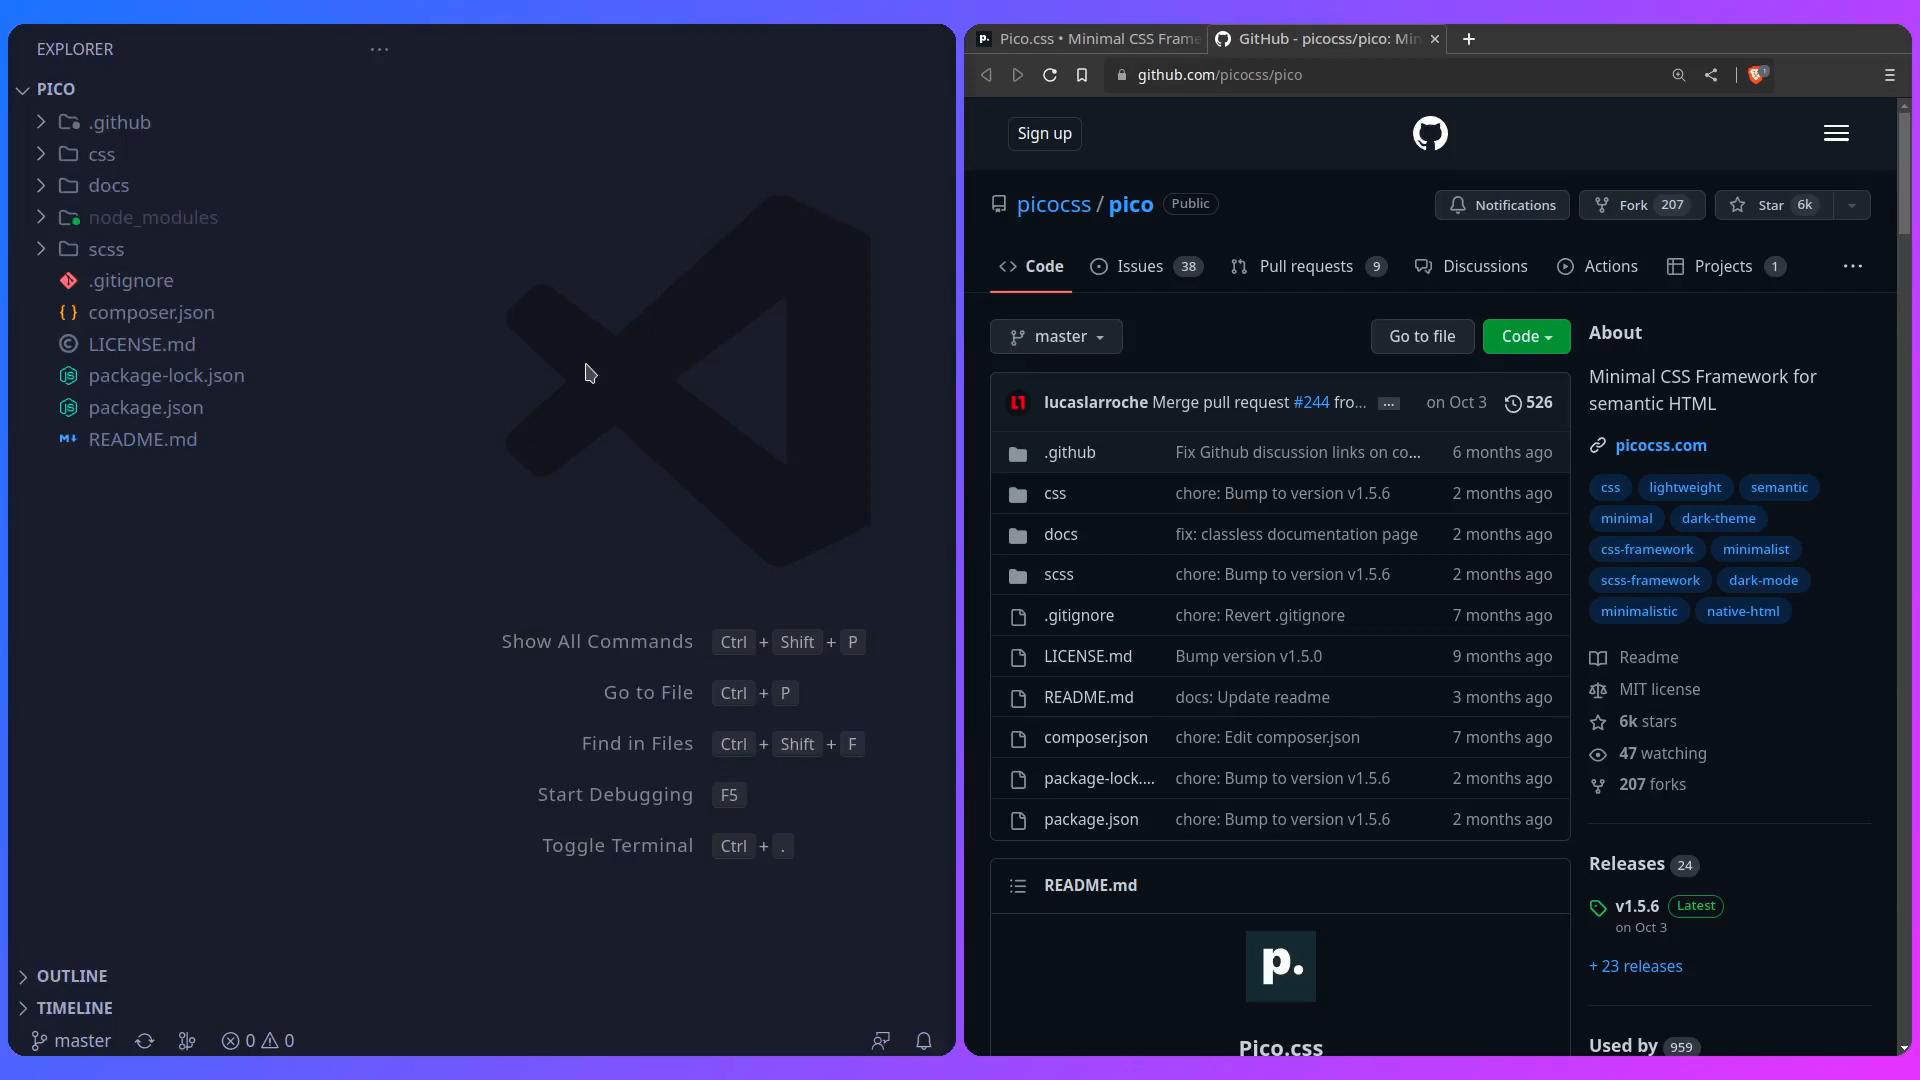 EXPLORER
PICO
.github
css
docs
node_modules
scss
.gitignore
composer.json
LICENSE.md
package-lock.json
package.json
README.md
Show All Commands Ctrl + Shift + P
Go to File Ctrl + P
Find in Files Ctrl + Shift + F
Start Debugging F5
Toggle Terminal Ctrl + .
OUTLINE
TIMELINE
master 0 0
p. Pico.css • Minimal CSS Frame
GitHub - picocss/pico: Min
github.com/picocss/pico
1
Sign up
picocss / pico Public
Notifications Fork 207 Star 6k
Code Issues 38 Pull requests 9 Discussions Actions Projects 1 ...
master Go to file Code
lucaslarroche Merge pull request #244 fro... ... on Oct 3 526
.github Fix Github discussion links on co... 6 months ago
css chore: Bump to version v1.5.6 2 months ago
docs fix: classless documentation page 2 months ago
scss chore: Bump to version v1.5.6 2 months ago
.gitignore chore: Revert .gitignore 7 months ago
LICENSE.md Bump version v1.5.0 9 months ago
README.md docs: Update readme 3 months ago
composer.json chore: Edit composer.json 7 months ago
package-lock.... chore: Bump to version v1.5.6 2 months ago
package.json chore: Bump to version v1.5.6 2 months ago
README.md
p.
Pico.css
About
Minimal CSS Framework for
semantic HTML
picocss.com
css lightweight semantic
minimal dark-theme
css-framework minimalist
scss-framework dark-mode
minimalistic native-html
Readme
MIT license
6k stars
47 watching
207 forks
Releases 24
v1.5.6 Latest
on Oct 3
+ 23 releases
Used by 959